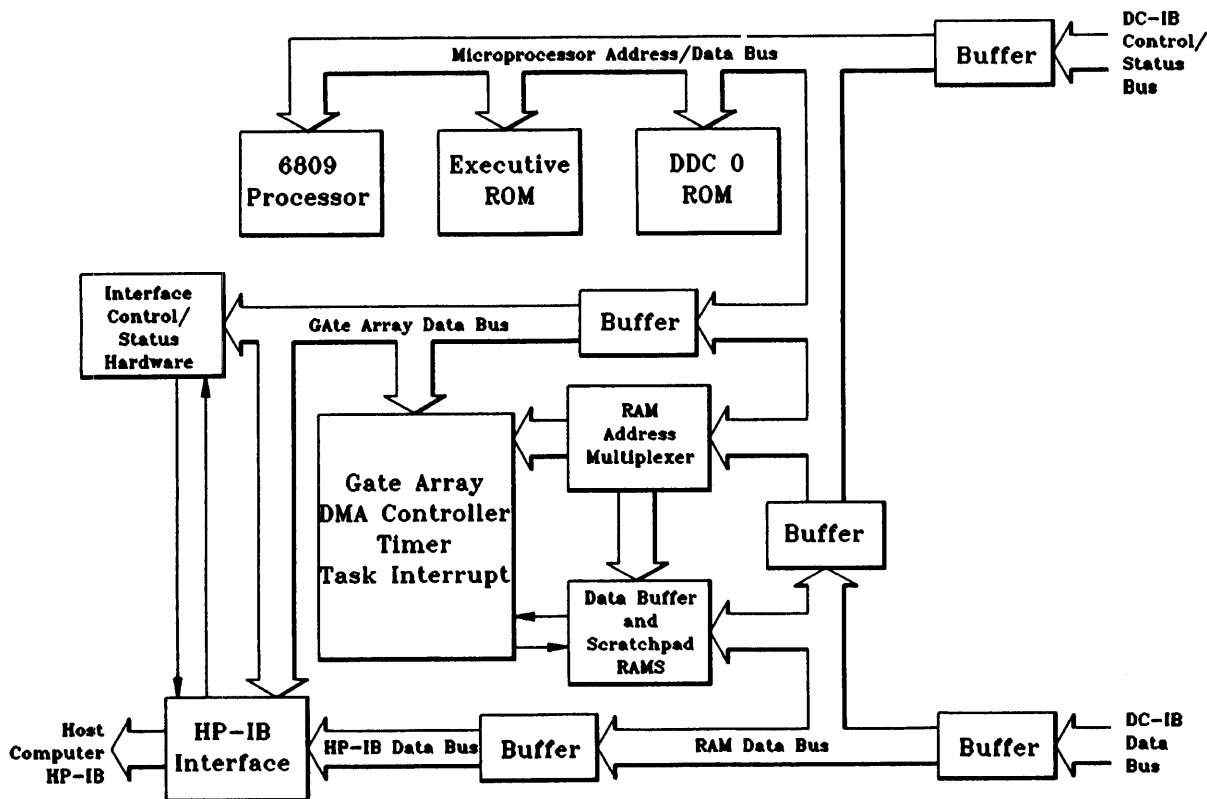 DC-IB
Control/
Status
Bus
Buffer
Microprocessor Address/Data Bus
6809
Processor
Executive
ROM
DDC 0
ROM
Interface
Control/
Status
Hardware
GAte Array Data Bus
Buffer
RAM
Address
Multiplexer
Gate Array
DMA Controller
Timer
Task Interrupt
Buffer
Data Buffer
and
Scratchpad
RAMS
Host
Computer
HP-IB
HP-IB
Interface
HP-IB Data Bus
Buffer
RAM Data Bus
Buffer
DC-IB
Data
Bus